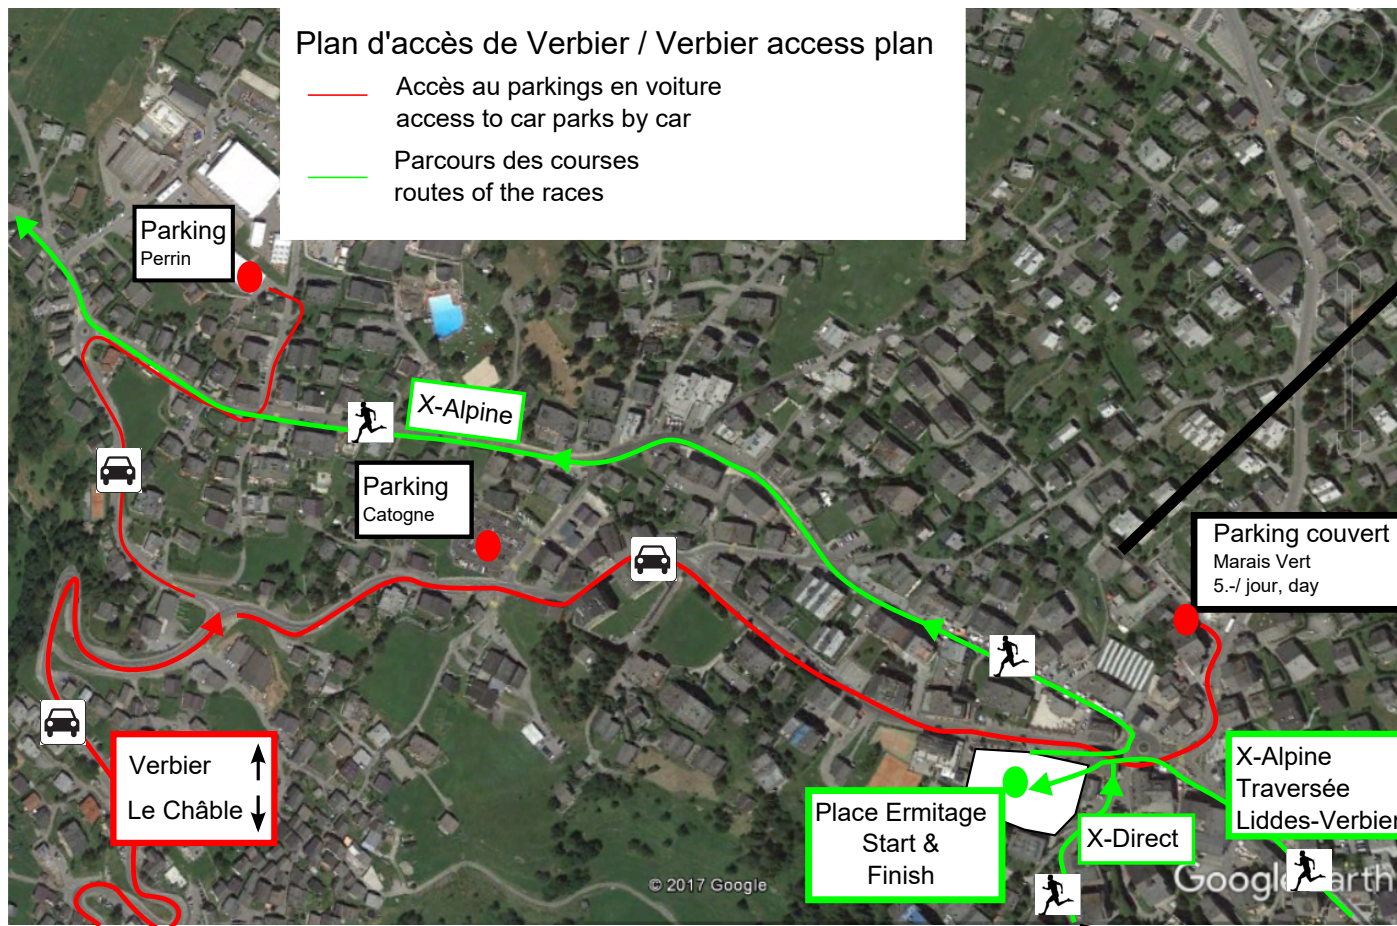 Plan d'accès de Verbier / Verbier access plan
Accès au parkings en voiture
access to car parks by car
Parcours des courses
routes of the races
Parking
Perrin
X-Alpine
Parking
Catogne
Parking couvert
Marais Vert
5.-/ jour, day
Verbier
Le Châble
Place Ermitage
Start &
Finish
X-Direct
X-Alpine
Traversée
Liddes-Verbier
© 2017 Google
Google earth